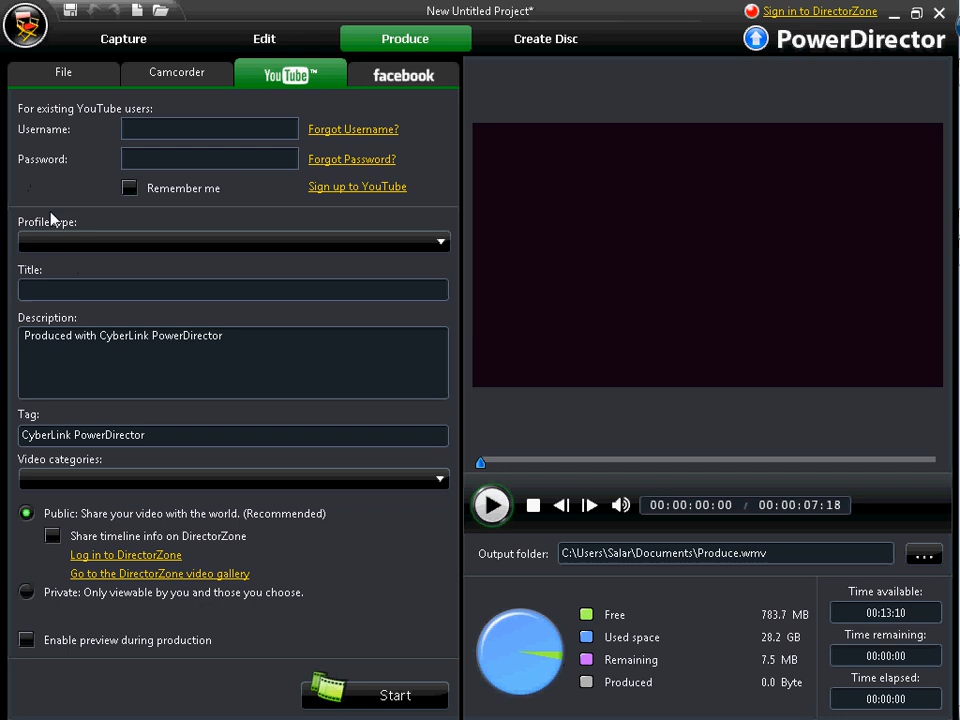 New Untitled Project*
Sign in to DirectorZone
Capture
Edit
Produce
Create Disc
PowerDirector
File
Camcorder
YouTube™
facebook
For existing YouTube users:
Username:
Forgot Username?
Password:
Forgot Password?
Remember me
Sign up to YouTube
Profile type:
Title:
Description:
Produced with CyberLink PowerDirector
Tag:
CyberLink PowerDirector
Video categories:
Public: Share your video with the world. (Recommended)
Share timeline info on DirectorZone
Log in to DirectorZone
Go to the DirectorZone video gallery
Private: Only viewable by you and those you choose.
Enable preview during production
Start
00:00:00:00 / 00:00:07:18
Output folder: C:\Users\Salar\Documents\Produce.wmv ...
Free 783.7 MB
Used space 28.2 GB
Remaining 7.5 MB
Produced 0.0 Byte
Time available:
00:13:10
Time remaining:
00:00:00
Time elapsed:
00:00:00